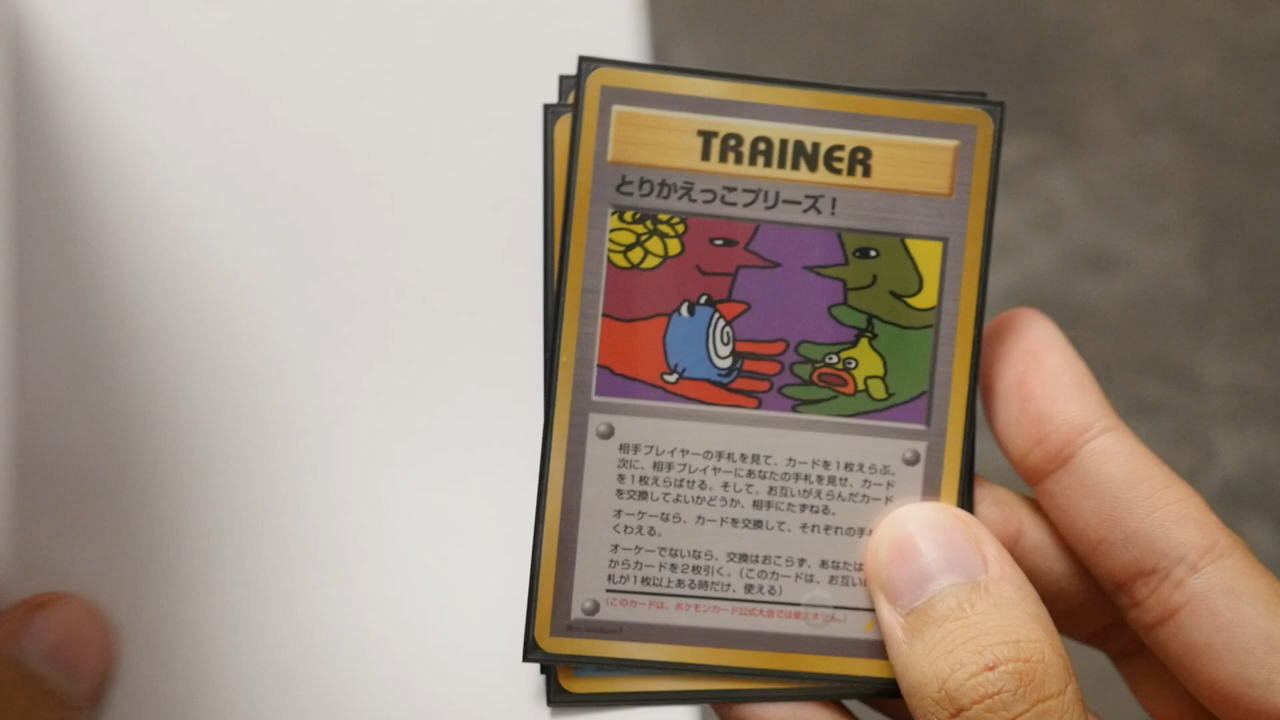 TRAINER
とりかえっこプリーズ！
相手プレイヤーの手札を見て、カードを1枚えらぶ。
次に、相手プレイヤーにあなたの手札を見せ、カード
を1枚えらばせる。そして、お互いがえらんだカード
を交換してよいかどうか、相手にたずねる。
オーケーなら、カードを交換して、それぞれの手
くわえる。
オーケーでないなら、交換はおこらず、あなたは
からカードを2枚引く。（このカードは、お互い
札が1枚以上ある時だけ、使える）
（このカードは、ポケモンカード公式大会では使えません。）